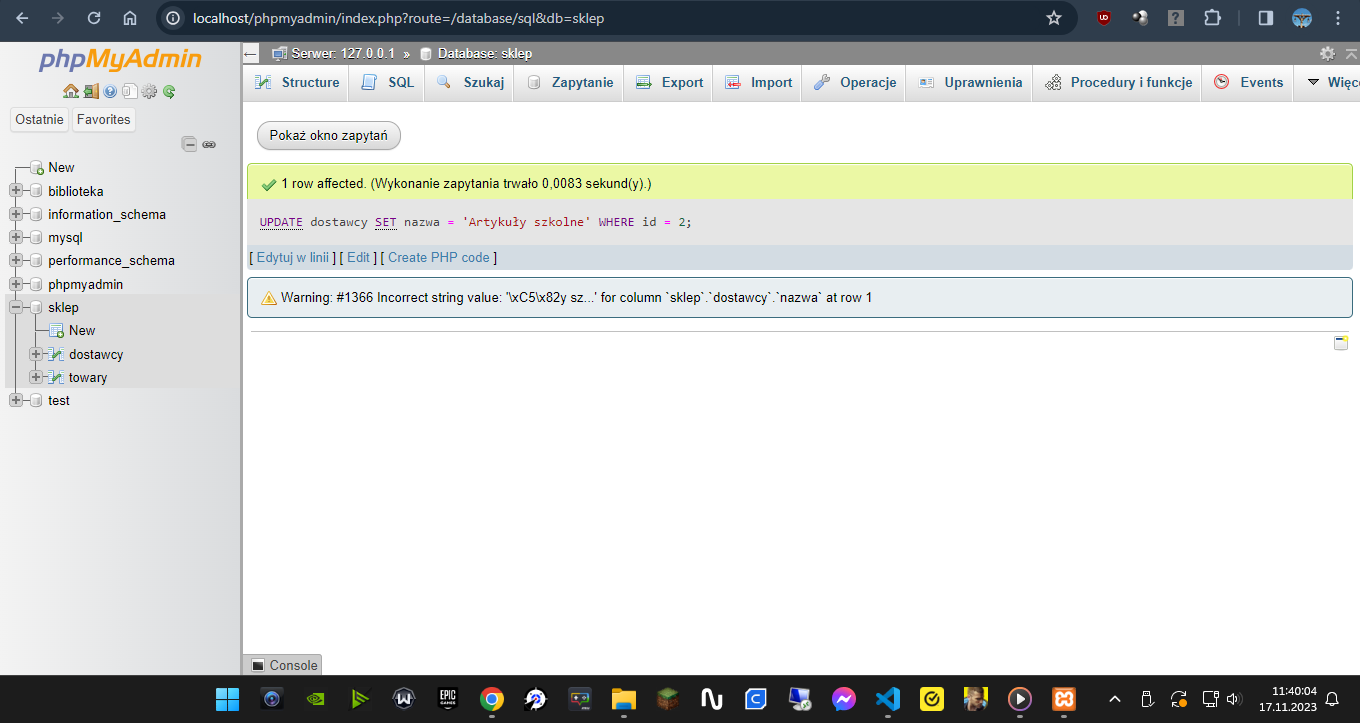 localhost/phpmyadmin/index.php?route=/database/sql&db=sklep
phpMyAdmin
Ostatnie Favorites
New
biblioteka
information_schema
mysql
performance_schema
phpmyadmin
sklep
New
dostawcy
towary
test
Serwer: 127.0.0.1 » Database: sklep
Structure SQL Szukaj Zapytanie Export Import Operacje Uprawnienia Procedury i funkcje Events Więc
Pokaż okno zapytań
1 row affected. (Wykonanie zapytania trwało 0,0083 sekund(y).)
UPDATE dostawcy SET nazwa = 'Artykuły szkolne' WHERE id = 2;
[ Edytuj w linii ] [ Edit ] [ Create PHP code ]
Warning: #1366 Incorrect string value: '\xC5\x82y sz...' for column `sklep`.`dostawcy`.`nazwa` at row 1
Console
EPIC GAMES
11:40:04
17.11.2023